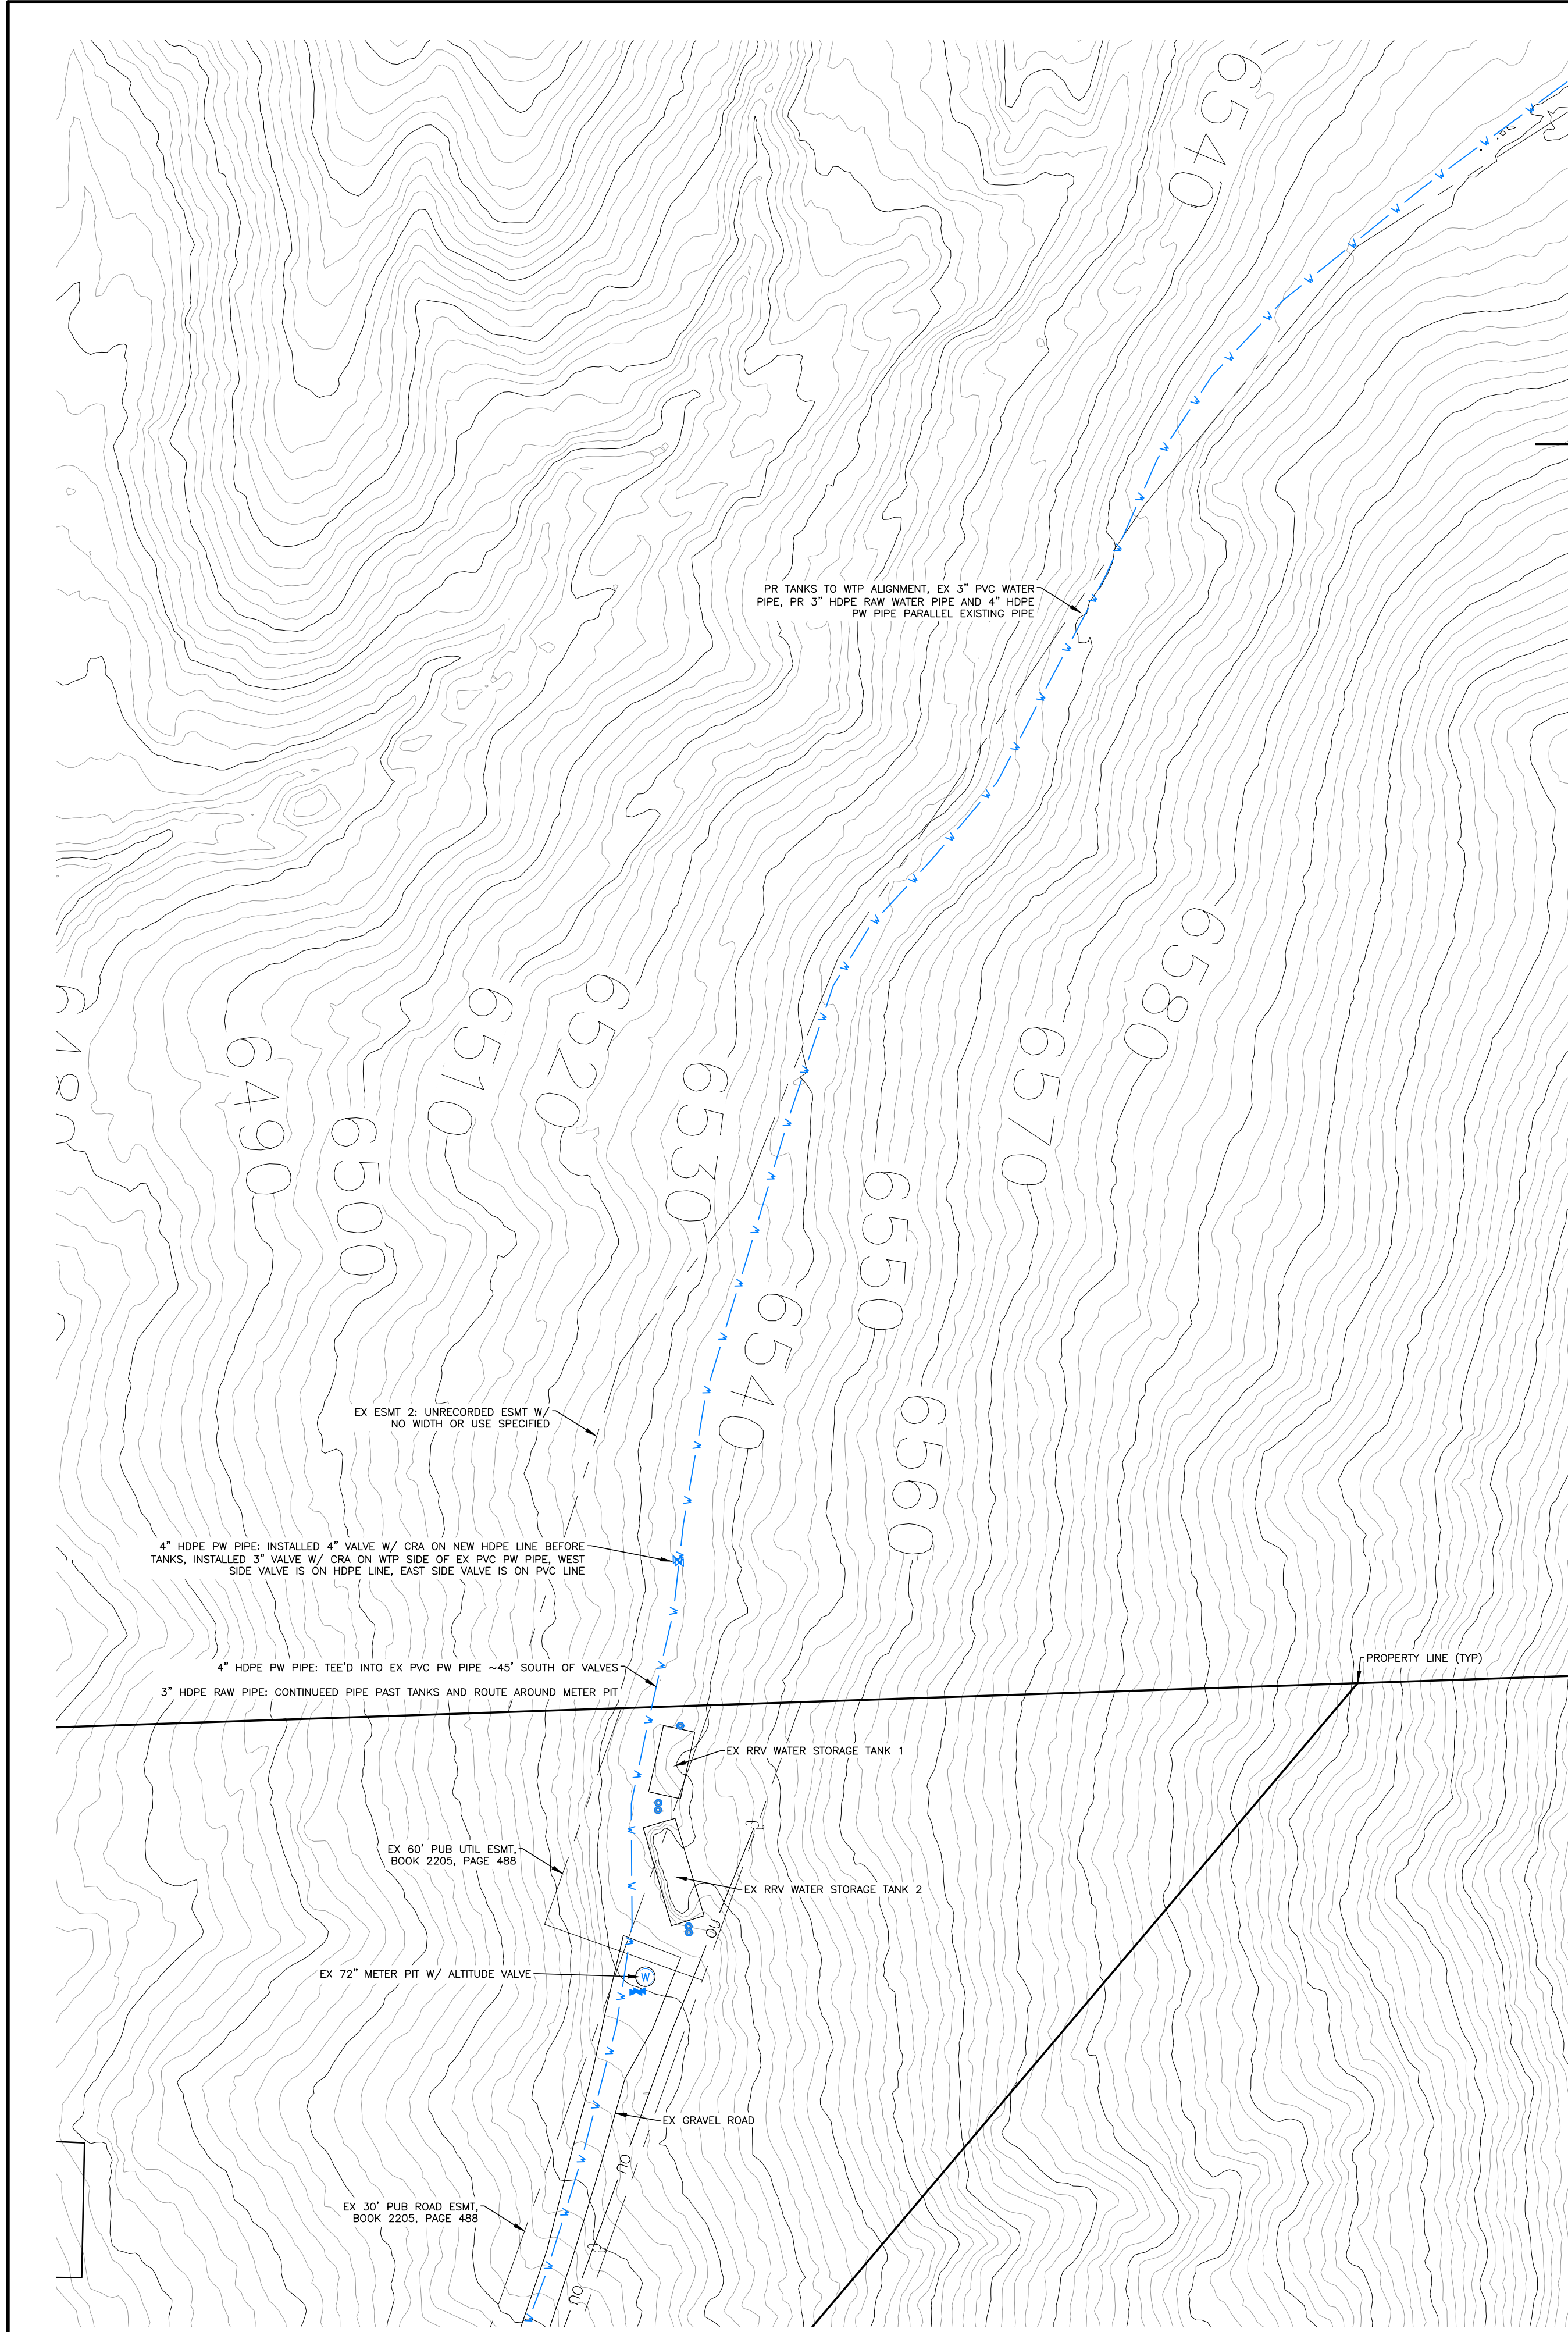 6540
PR TANKS TO WTP ALIGNMENT, EX 3" PVC WATER
PIPE, PR 3" HDPE RAW WATER PIPE AND 4" HDPE
PW PIPE PARALLEL EXISTING PIPE
6580
6510
6520
6490
6500
6530
6570
6550
6540
6560
EX ESMT 2: UNRECORDED ESMT W/
NO WIDTH OR USE SPECIFIED
4" HDPE PW PIPE: INSTALLED 4" VALVE W/ CRA ON NEW HDPE LINE BEFORE
TANKS, INSTALLED 3" VALVE W/ CRA ON WTP SIDE OF EX PVC PW PIPE, WEST
SIDE VALVE IS ON HDPE LINE, EAST SIDE VALVE IS ON PVC LINE
4" HDPE PW PIPE: TEE'D INTO EX PVC PW PIPE ~45' SOUTH OF VALVES
3" HDPE RAW PIPE: CONTINUEED PIPE PAST TANKS AND ROUTE AROUND METER PIT
PROPERTY LINE (TYP)
EX RRV WATER STORAGE TANK 1
EX 60' PUB UTIL ESMT,
BOOK 2205, PAGE 488
EX RRV WATER STORAGE TANK 2
OU
EX 72" METER PIT W/ ALTITUDE VALVE
W
EX GRAVEL ROAD
OU
EX 30' PUB ROAD ESMT,
BOOK 2205, PAGE 488
OU